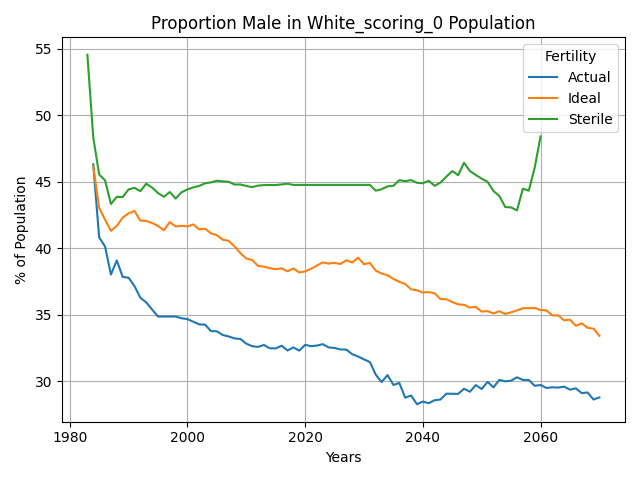 Proportion Male in White_scoring_0 Population
Fertility
Actual
Ideal
Sterile
% of Population
55
50
45
40
35
30
1980
2000
2020
2040
2060
Years